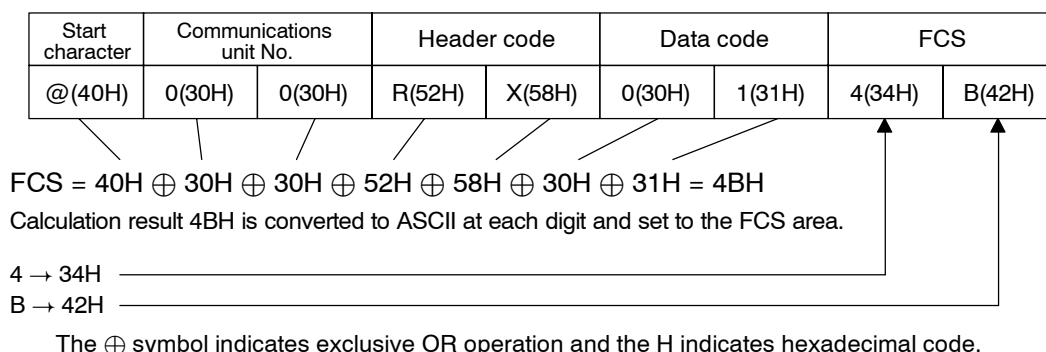 Start character
Communications unit No.
Header code
Data code
FCS
@(40H) 0(30H) 0(30H) R(52H) X(58H) 0(30H) 1(31H) 4(34H) B(42H)
FCS = 40H ⊕ 30H ⊕ 30H ⊕ 52H ⊕ 58H ⊕ 30H ⊕ 31H = 4BH
Calculation result 4BH is converted to ASCII at each digit and set to the FCS area.
4 → 34H
B → 42H
The ⊕ symbol indicates exclusive OR operation and the H indicates hexadecimal code.